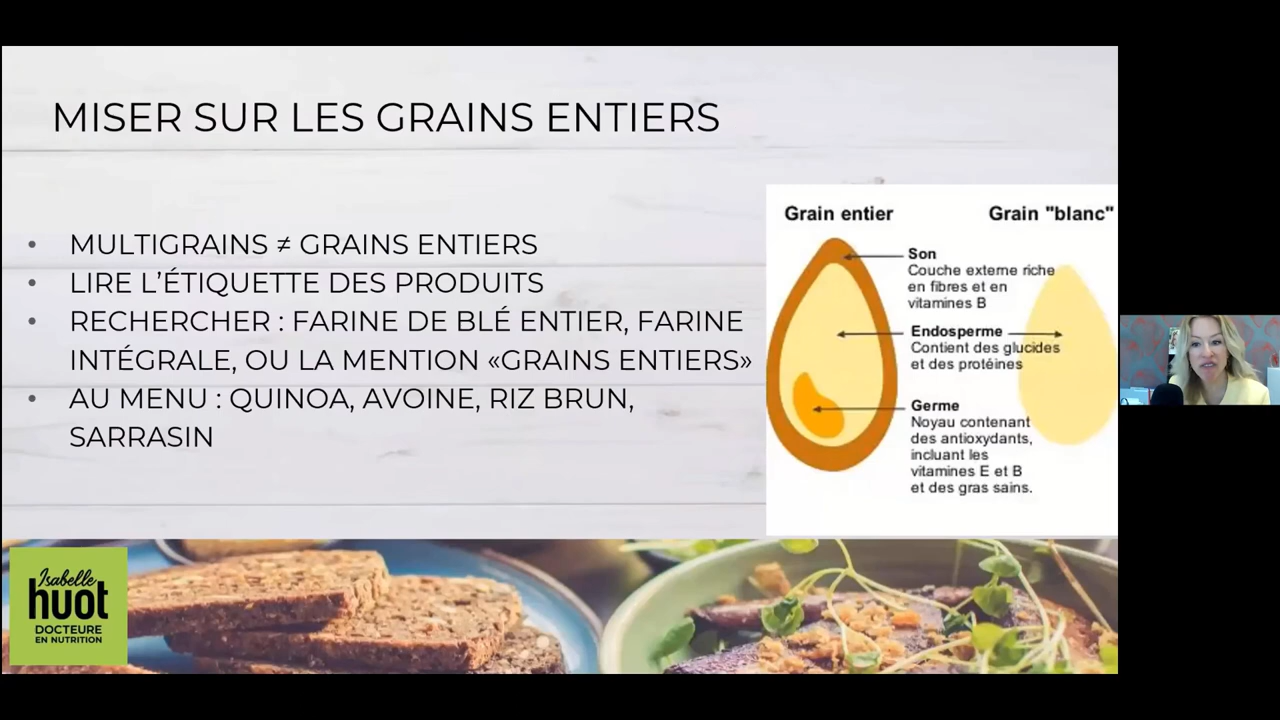 MISER SUR LES GRAINS ENTIERS
• MULTIGRAINS ≠ GRAINS ENTIERS
• LIRE L’ÉTIQUETTE DES PRODUITS
• RECHERCHER : FARINE DE BLÉ ENTIER, FARINE
INTÉGRALE, OU LA MENTION «GRAINS ENTIERS»
• AU MENU : QUINOA, AVOINE, RIZ BRUN,
SARRASIN
Grain entier
Grain "blanc"
Son
Couche externe riche
en fibres et en
vitamines B
Endosperme
Contient des glucides
et des protéines
Germe
Noyau contenant
des antioxydants,
incluant les
vitamines E et B
et des gras sains.
Isabelle
huot
DOCTEURE
EN NUTRITION